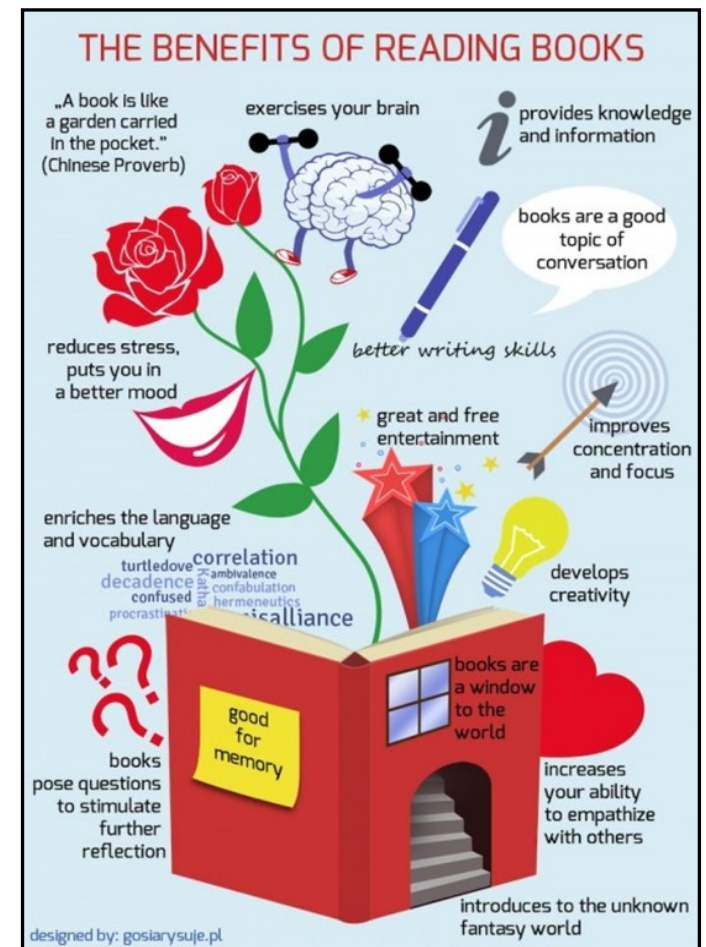 THE BENEFITS OF READING BOOKS
„A book is like
a garden carried
in the pocket.”
(Chinese Proverb)
exercises your brain
provides knowledge
and information
books are a good
topic of
conversation
better writing skills
reduces stress,
puts you in
a better mood
great and free
entertainment
improves
concentration
and focus
enriches the language
and vocabulary
turtledove
correlation
decadence
ambivalence
Katha
confabulation
confused
hermeneutics
procrastinati
isalliance
develops
creativity
books are
a window
to the
world
good
for
memory
books
pose questions
to stimulate
further
reflection
increases
your ability
to empathize
with others
introduces to the unknown
fantasy world
designed by: gosiarysuje.pl